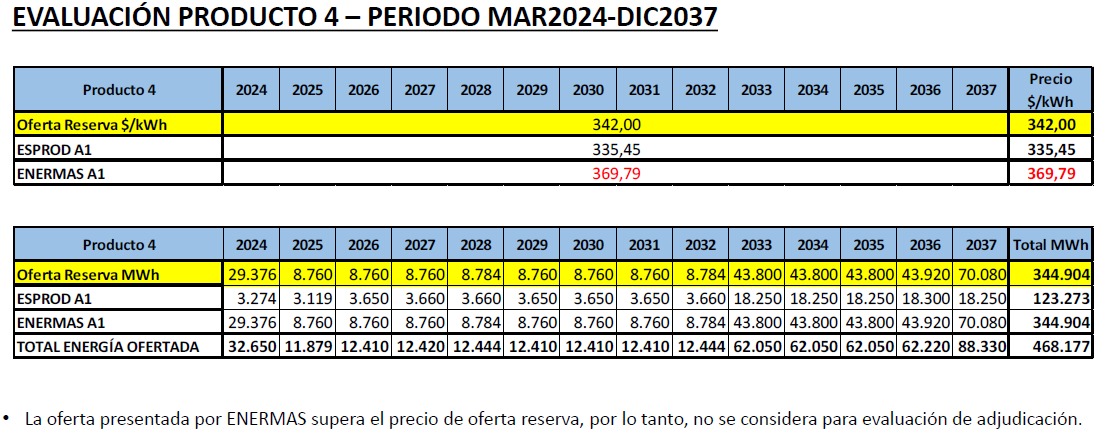 EVALUACIÓN PRODUCTO 4 – PERIODO MAR2024-DIC2037
Producto 4 2024 2025 2026 2027 2028 2029 2030 2031 2032 2033 2034 2035 2036 2037 Precio $/kWh
Oferta Reserva $/kWh 342,00 342,00
ESPROD A1 335,45 335,45
ENERMAS A1 369,79 369,79
Producto 4 2024 2025 2026 2027 2028 2029 2030 2031 2032 2033 2034 2035 2036 2037 Total MWh
Oferta Reserva MWh 29.376 8.760 8.760 8.760 8.784 8.760 8.760 8.760 8.784 43.800 43.800 43.800 43.920 70.080 344.904
ESPROD A1 3.274 3.119 3.650 3.660 3.660 3.650 3.650 3.650 3.660 18.250 18.250 18.250 18.300 18.250 123.273
ENERMAS A1 29.376 8.760 8.760 8.760 8.784 8.760 8.760 8.760 8.784 43.800 43.800 43.800 43.920 70.080 344.904
TOTAL ENERGÍA OFERTADA 32.650 11.879 12.410 12.420 12.444 12.410 12.410 12.410 12.444 62.050 62.050 62.050 62.220 88.330 468.177
• La oferta presentada por ENERMAS supera el precio de oferta reserva, por lo tanto, no se considera para evaluación de adjudicación.